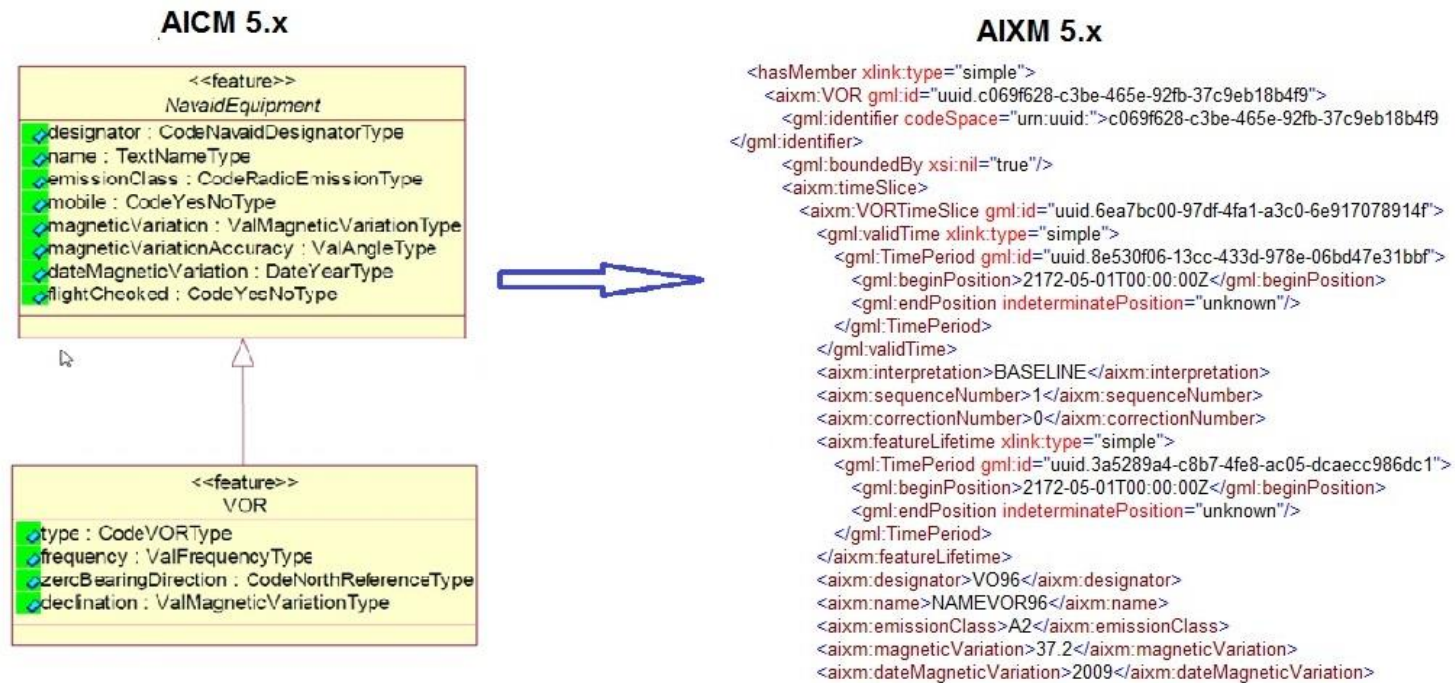 AICM 5.x
<<feature>>
NavaidEquipment
designator : CodeNavaidDesignatorType
name : TextNameType
emissionClass : CodeRadioEmissionType
mobile : CodeYesNoType
magneticVariation : ValMagneticVariationType
magneticVariationAccuracy : ValAngleType
dateMagneticVariation : DateYearType
flightChecked : CodeYesNoType
<<feature>>
VOR
type : CodeVORType
frequency : ValFrequencyType
zeroBearingDirection : CodeNorthReferenceType
declination : ValMagneticVariationType
AIXM 5.x
<hasMember xlink:type="simple">
<aixm:VOR gml:id="uuid.c069f628-c3be-465e-92fb-37c9eb18b4f9">
<gml:identifier codeSpace="urn:uuid:">c069f628-c3be-465e-92fb-37c9eb18b4f9
</gml:identifier>
<gml:boundedBy xsi:nil="true"/>
<aixm:timeSlice>
<aixm:VORTimeSlice gml:id="uuid.6ea7bc00-97df-4fa1-a3c0-6e917078914f">
<gml:validTime xlink:type="simple">
<gml:TimePeriod gml:id="uuid.8e530f06-13cc-433d-978e-06bd47e31bbf">
<gml:beginPosition>2172-05-01T00:00:00Z</gml:beginPosition>
<gml:endPosition indeterminatePosition="unknown"/>
</gml:TimePeriod>
</gml:validTime>
<aixm:interpretation>BASELINE</aixm:interpretation>
<aixm:sequenceNumber>1</aixm:sequenceNumber>
<aixm:correctionNumber>0</aixm:correctionNumber>
<aixm:featureLifetime xlink:type="simple">
<gml:TimePeriod gml:id="uuid.3a5289a4-c8b7-4fe8-ac05-dcaecc986dc1">
<gml:beginPosition>2172-05-01T00:00:00Z</gml:beginPosition>
<gml:endPosition indeterminatePosition="unknown"/>
</gml:TimePeriod>
</aixm:featureLifetime>
<aixm:designator>VO96</aixm:designator>
<aixm:name>NAMEVOR96</aixm:name>
<aixm:emissionClass>A2</aixm:emissionClass>
<aixm:magneticVariation>37.2</aixm:magneticVariation>
<aixm:dateMagneticVariation>2009</aixm:dateMagneticVariation>